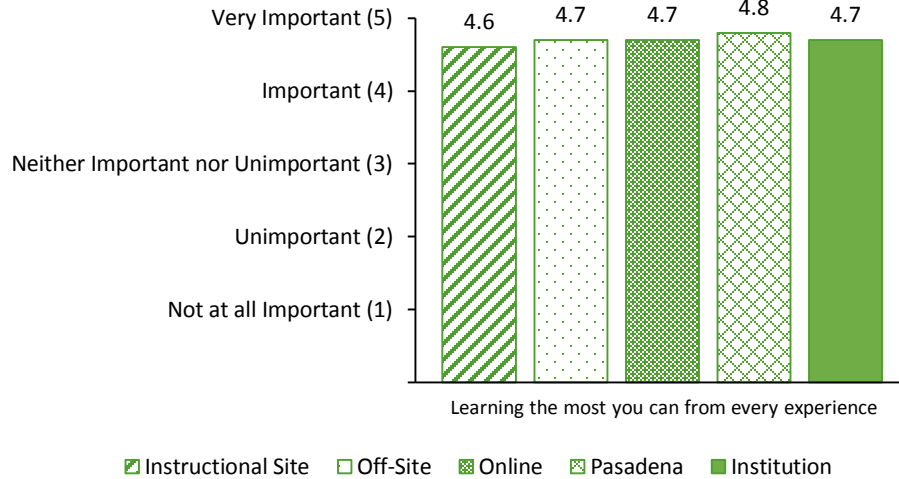 Very Important (5)
Important (4)
Neither Important nor Unimportant (3)
Unimportant (2)
Not at all Important (1)
4.6 4.7 4.7 4.8 4.7
Learning the most you can from every experience
Instructional Site Off-Site Online Pasadena Institution